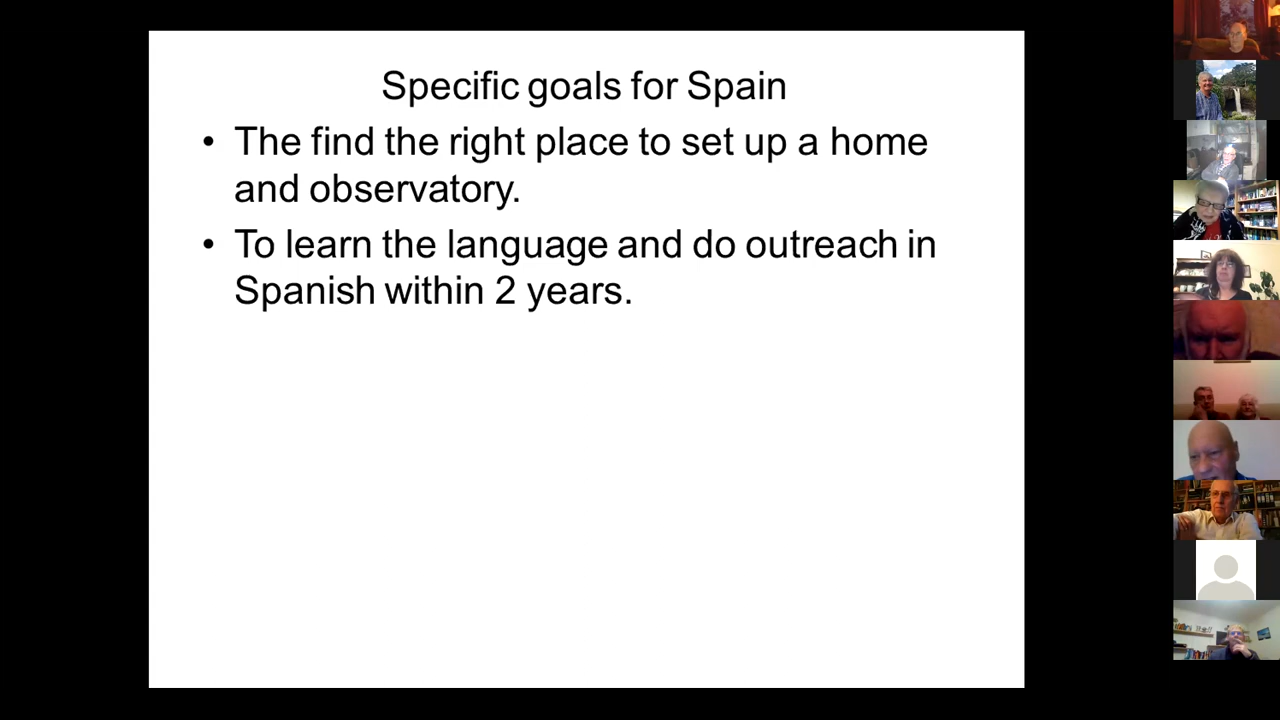 Specific goals for Spain
• The find the right place to set up a home
and observatory.
• To learn the language and do outreach in
Spanish within 2 years.